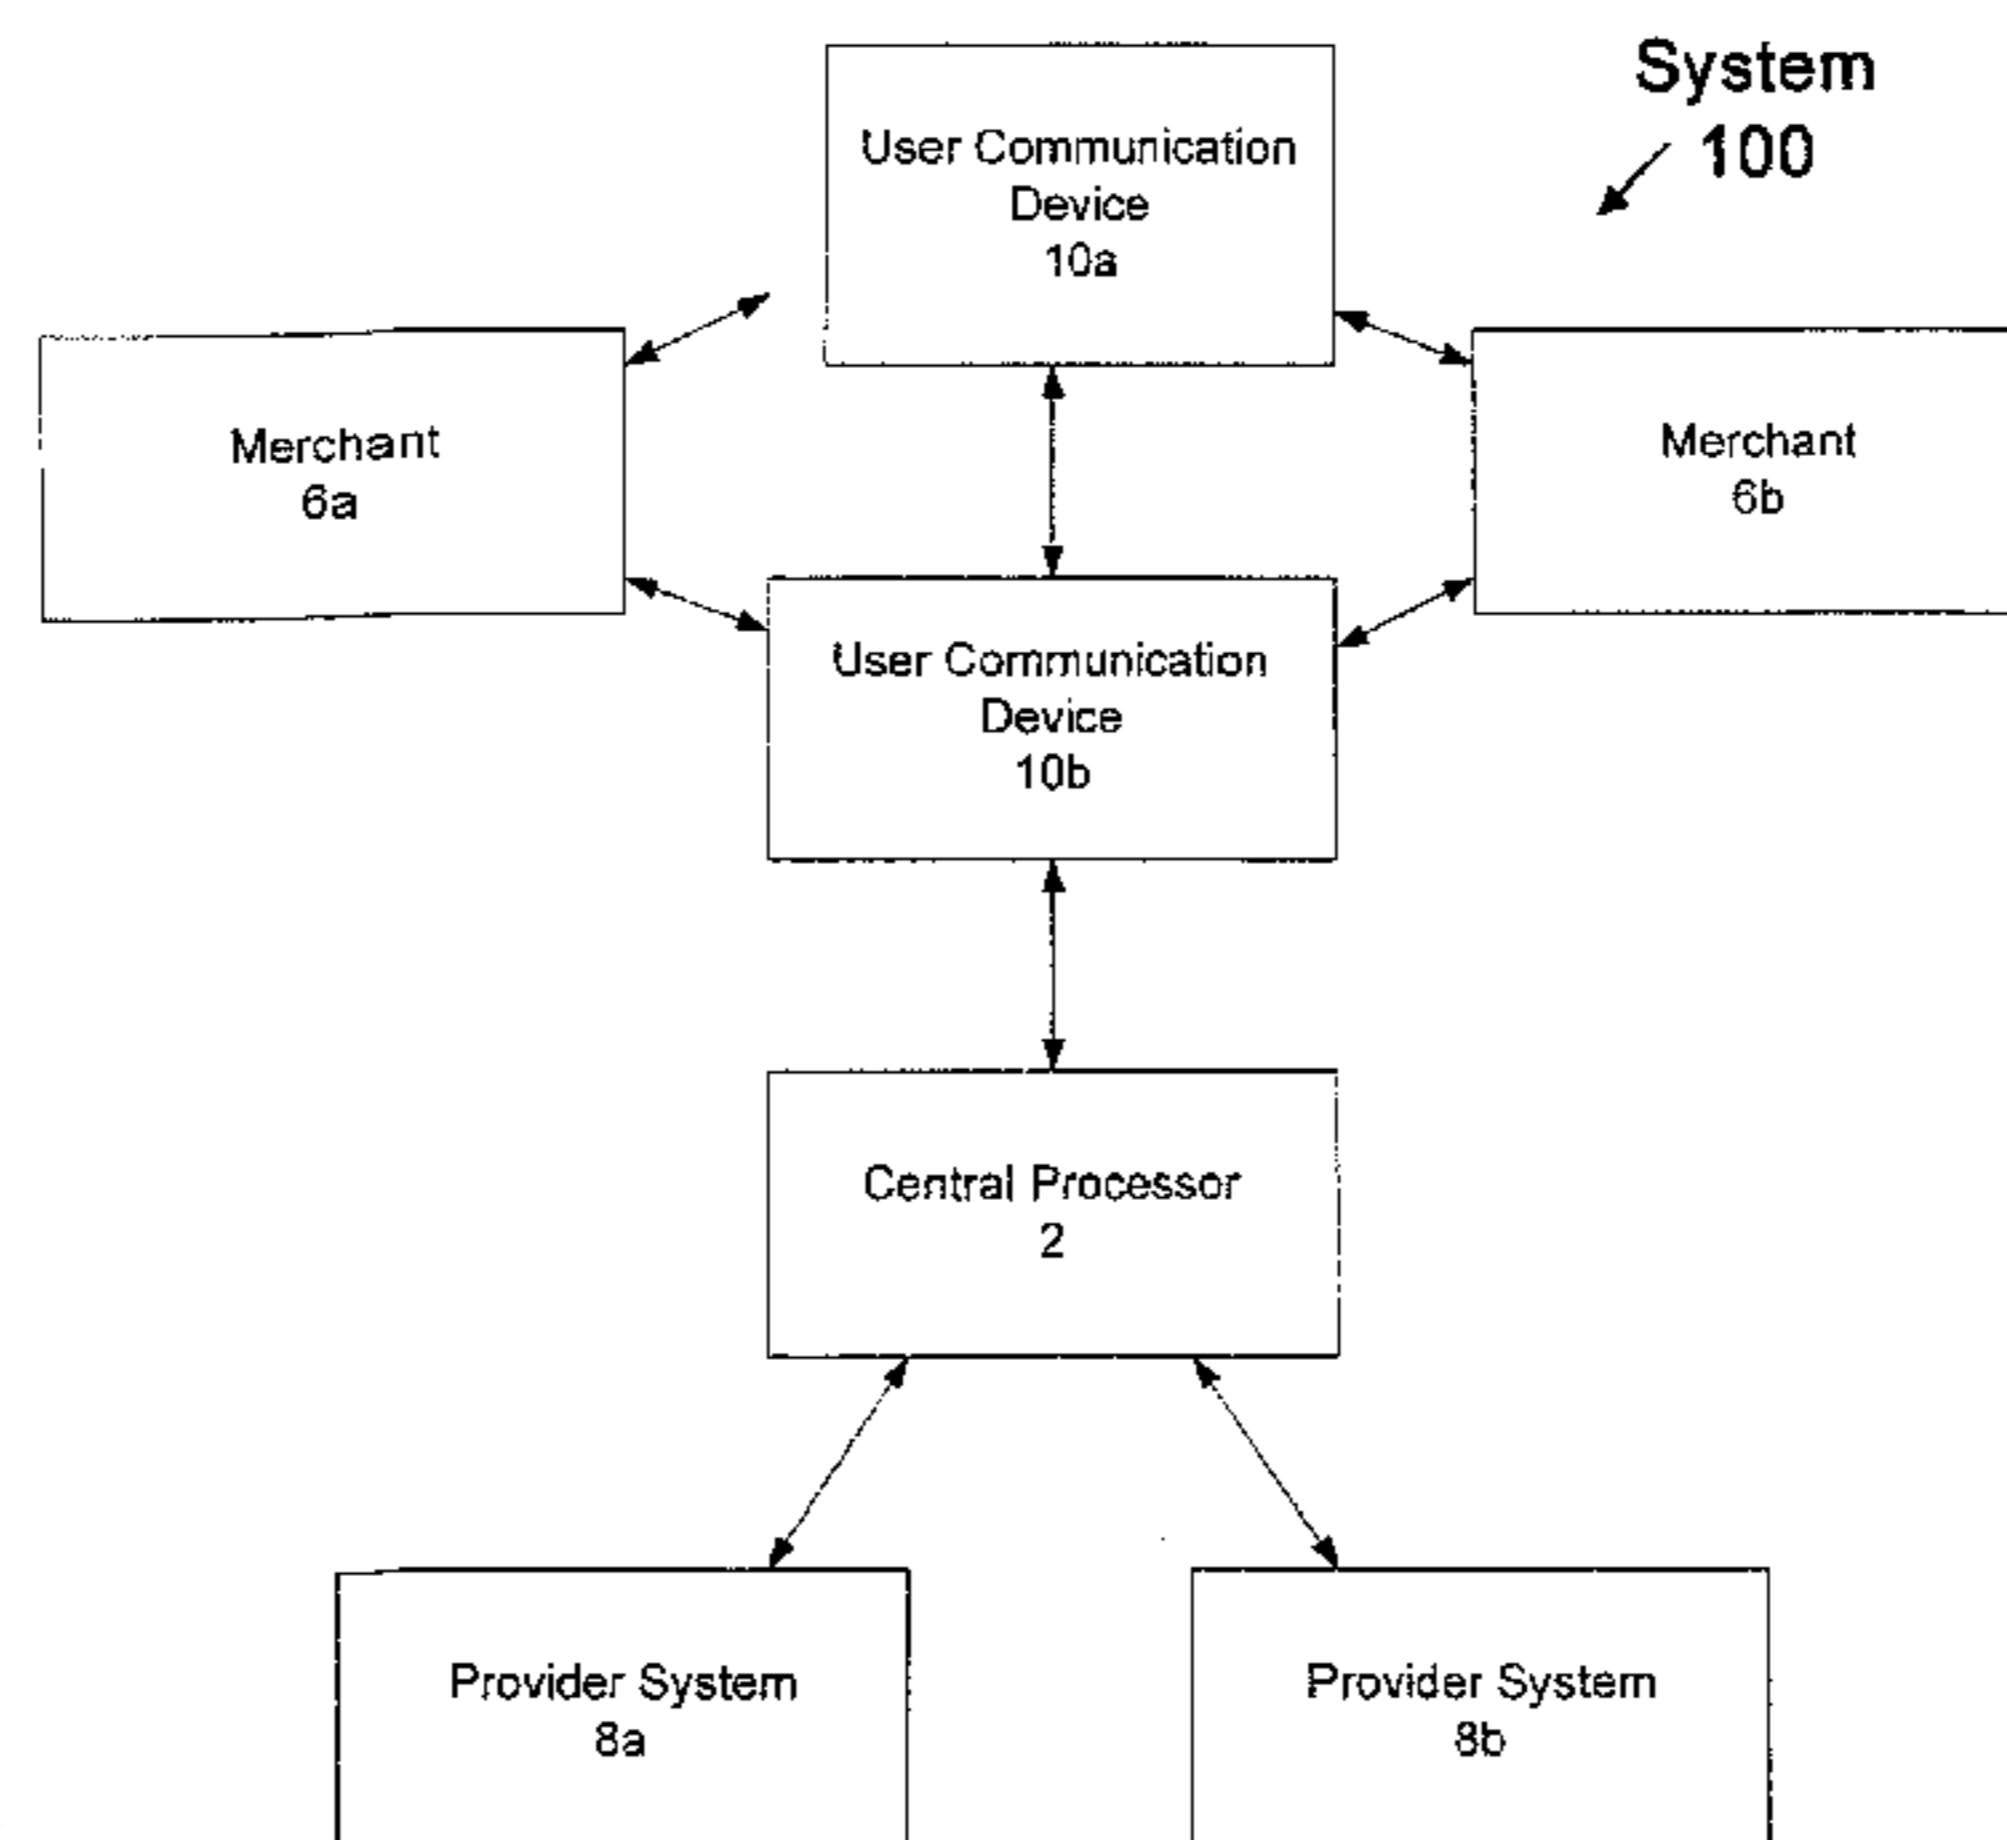 System
100
User Communication
Device
10a
Merchant
6a
Merchant
6b
User Communication
Device
10b
Central Processor
2
Provider System
8a
Provider System
8b